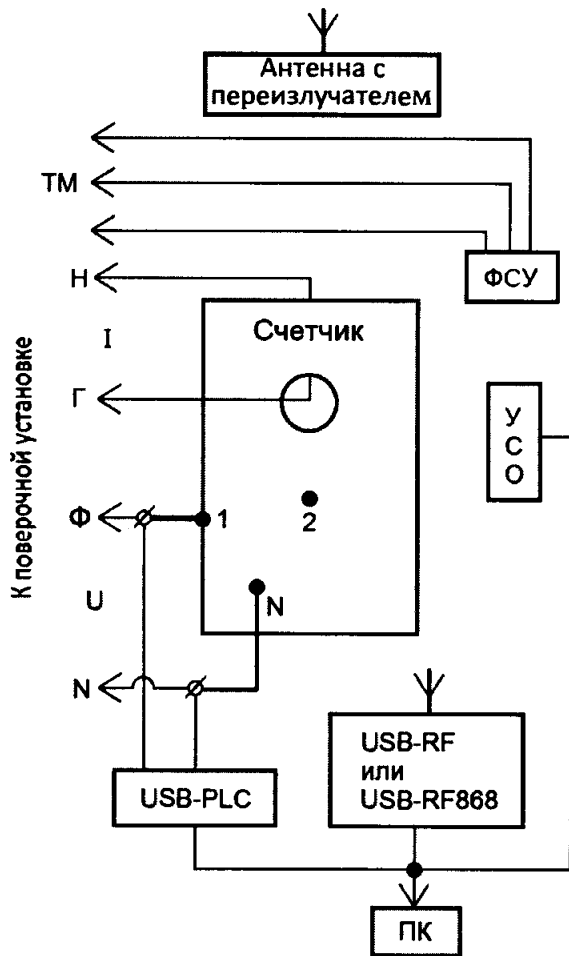 Антенна с
переизлучателем
ТМ
ФСУ
Н
Счетчик
I
Г
К поверочной установке
У
С
О
Ф
1
2
U
N
N
USB-RF
или
USB-RF868
USB-PLC
ПК